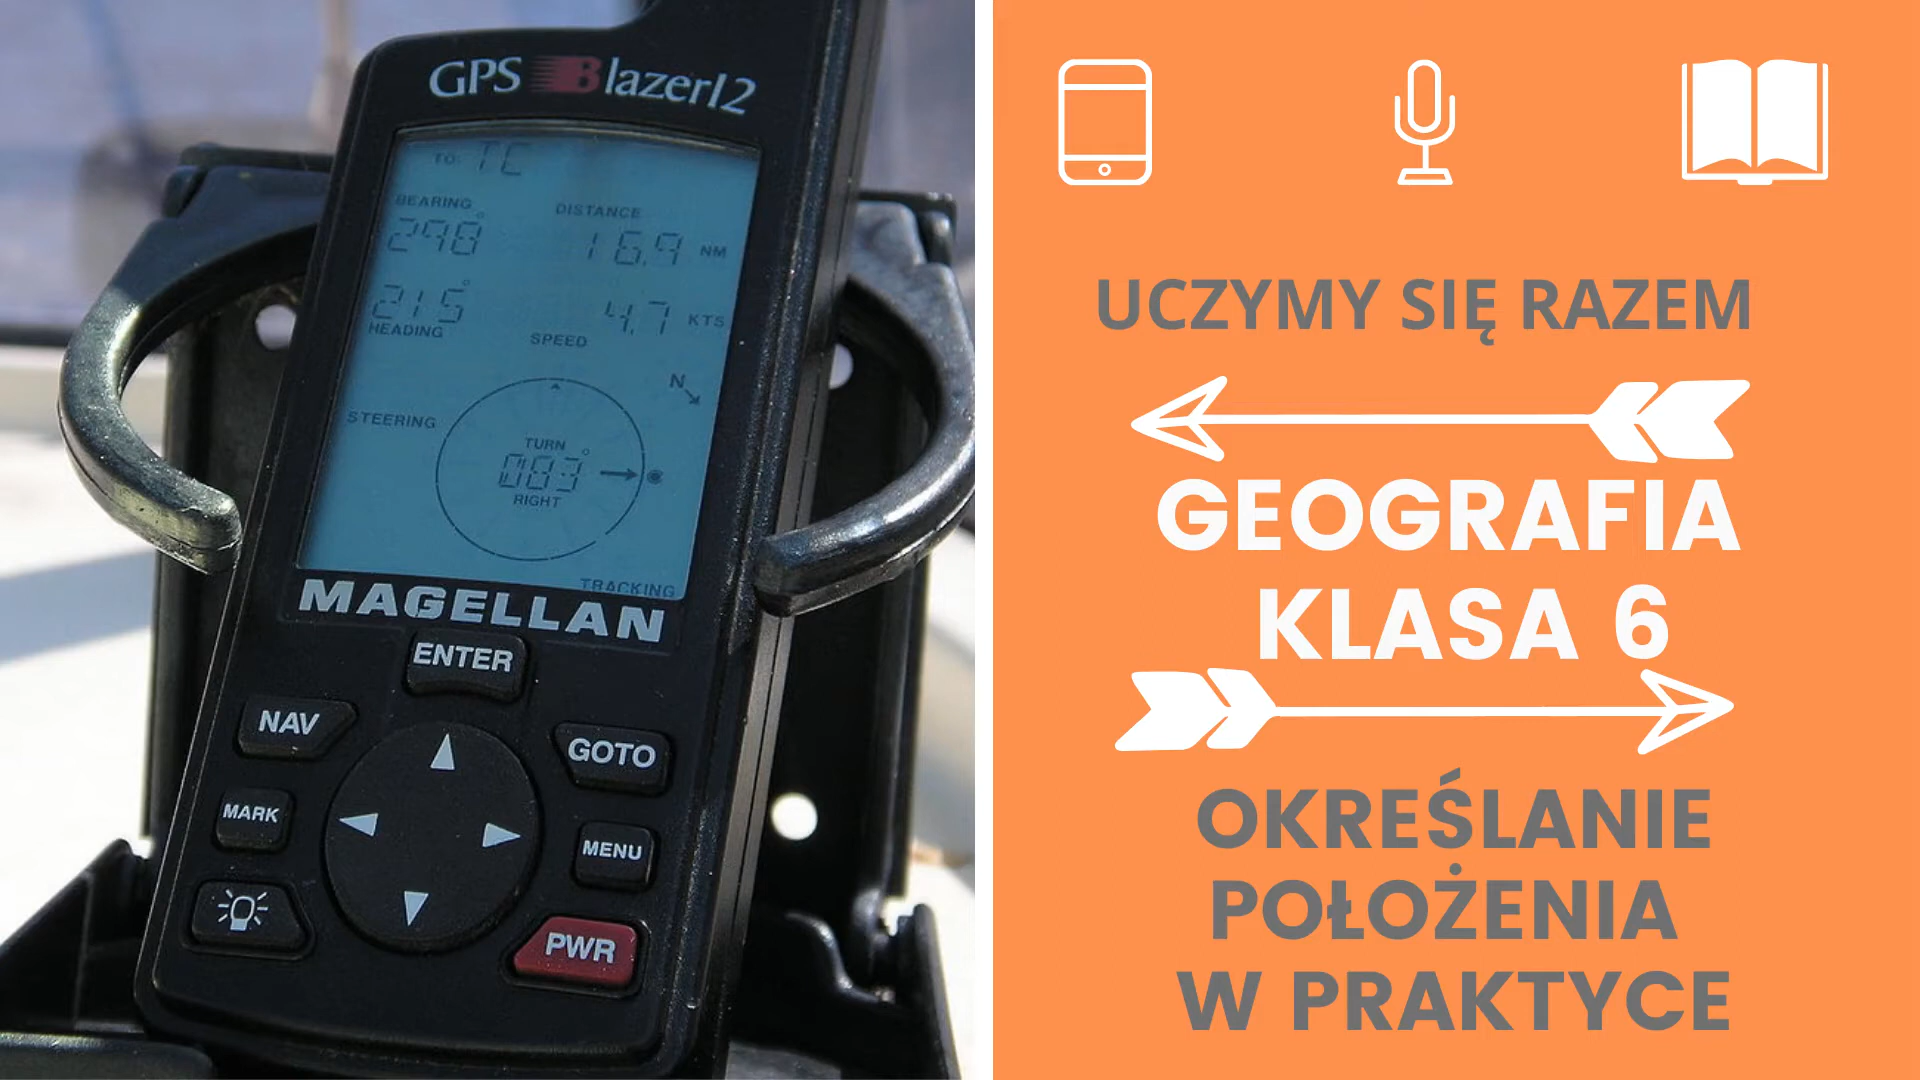 GPS Blazer12
TO: TC
BEARING DISTANCE
298° 16.9 NM
215° 4.7 KTS
HEADING
SPEED
N
STEERING
TURN
083°
RIGHT
TRACKING
MAGELLAN
ENTER
NAV
GOTO
MARK
MENU
PWR
UCZYMY SIĘ RAZEM
GEOGRAFIA
KLASA 6
OKREŚLANIE
POŁOŻENIA
W PRAKTYCE